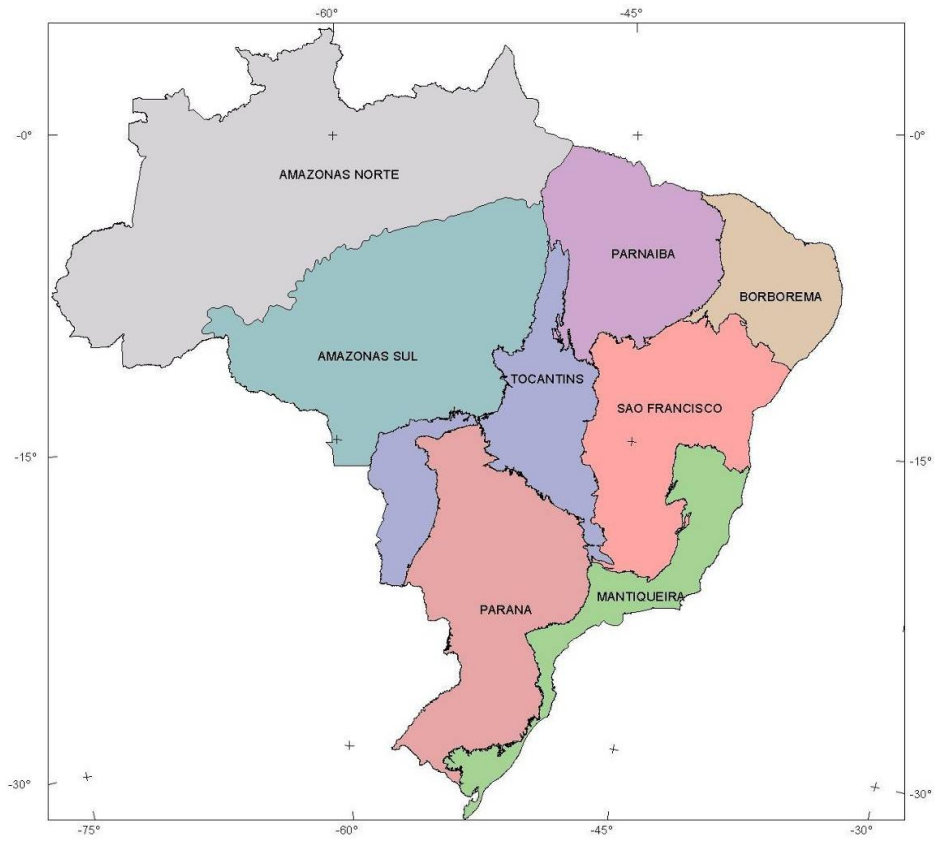 -60° -45°
-0° -0°
AMAZONAS NORTE
PARNAIBA
BORBOREMA
AMAZONAS SUL
TOCANTINS
SAO FRANCISCO
-15° -15°
MANTIQUEIRA
PARANA
-30° -30°
-75° -60° -45° -30°